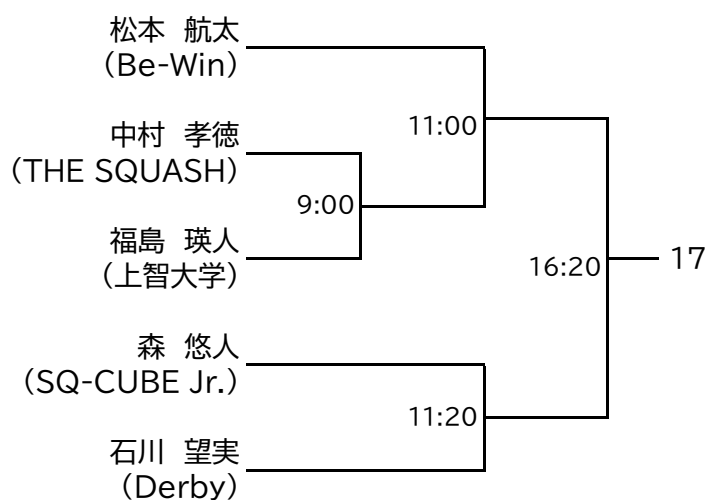 松本　航太
（Be-Win）
11:00
中村　孝徳
（THE SQUASH）
9:00
福島　瑛人
（上智大学）
16:20
17
森　悠人
（SQ-CUBE Jr.）
11:20
石川　望実
（Derby）